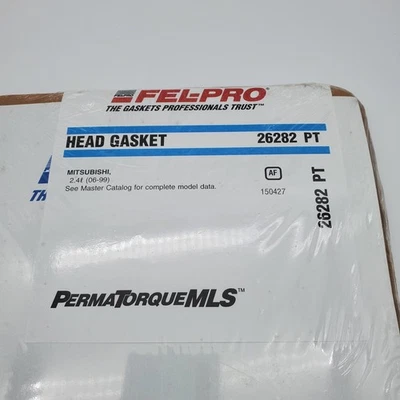 FEL-PRO
THE GASKETS PROFESSIONALS TRUST™
HEAD GASKET 26282 PT
MITSUBISHI,
2.4ℓ (06-99)
See Master Catalog for complete model data.
AF
150427
26282 PT
PERMATORQUEMLS™
TH